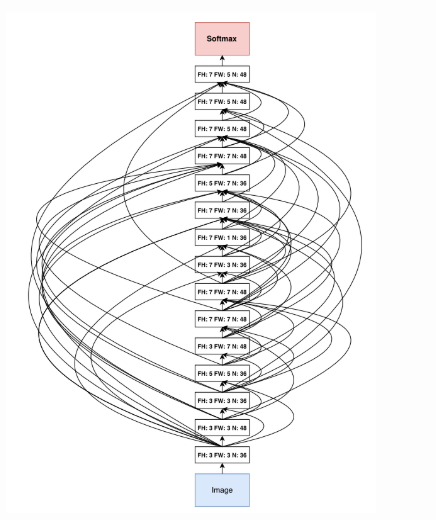 Softmax
FH: 7 FW: 5 N: 48
FH: 7 FW: 5 N: 48
FH: 7 FW: 5 N: 48
FH: 7 FW: 7 N: 48
FH: 5 FW: 7 N: 36
FH: 7 FW: 7 N: 36
FH: 7 FW: 1 N: 36
FH: 7 FW: 3 N: 36
FH: 7 FW: 7 N: 48
FH: 7 FW: 7 N: 48
FH: 3 FW: 7 N: 48
FH: 5 FW: 5 N: 36
FH: 3 FW: 3 N: 36
FH: 3 FW: 3 N: 48
FH: 3 FW: 3 N: 36
Image